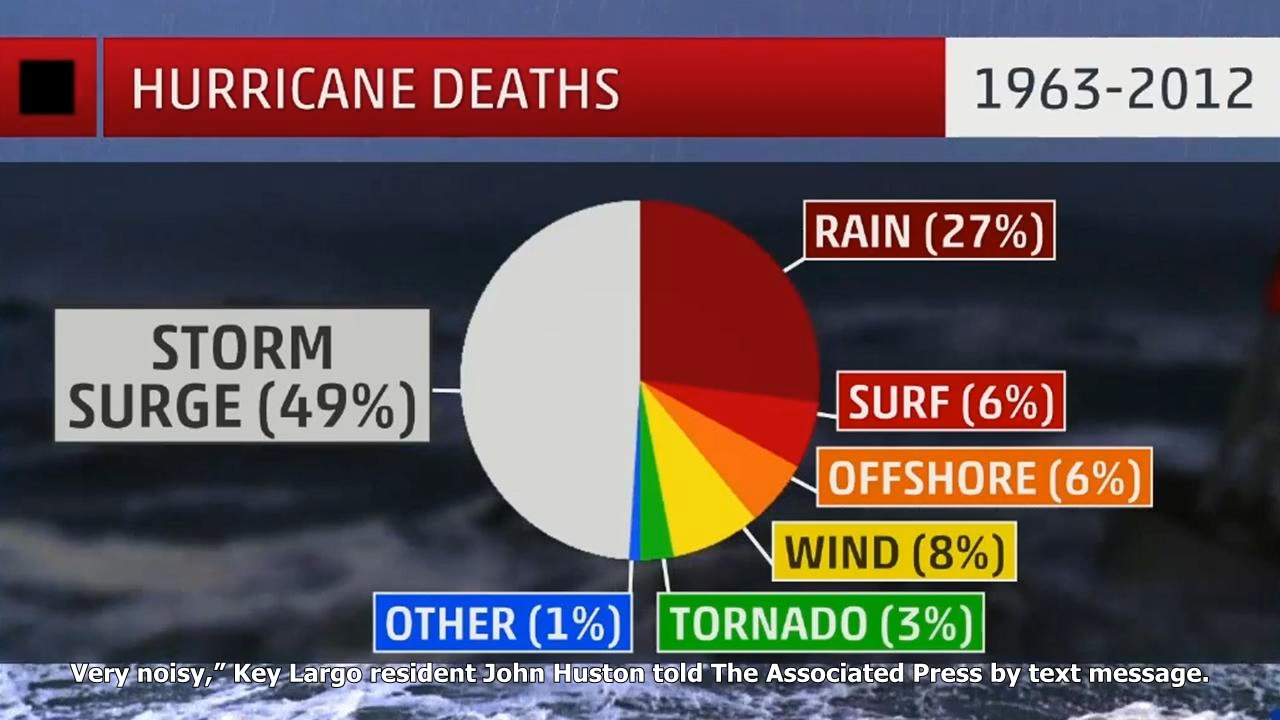 HURRICANE DEATHS
1963-2012
RAIN (27%)
STORM
SURGE (49%)
SURF (6%)
OFFSHORE (6%)
WIND (8%)
OTHER (1%)
TORNADO (3%)
Very noisy,” Key Largo resident John Huston told The Associated Press by text message.